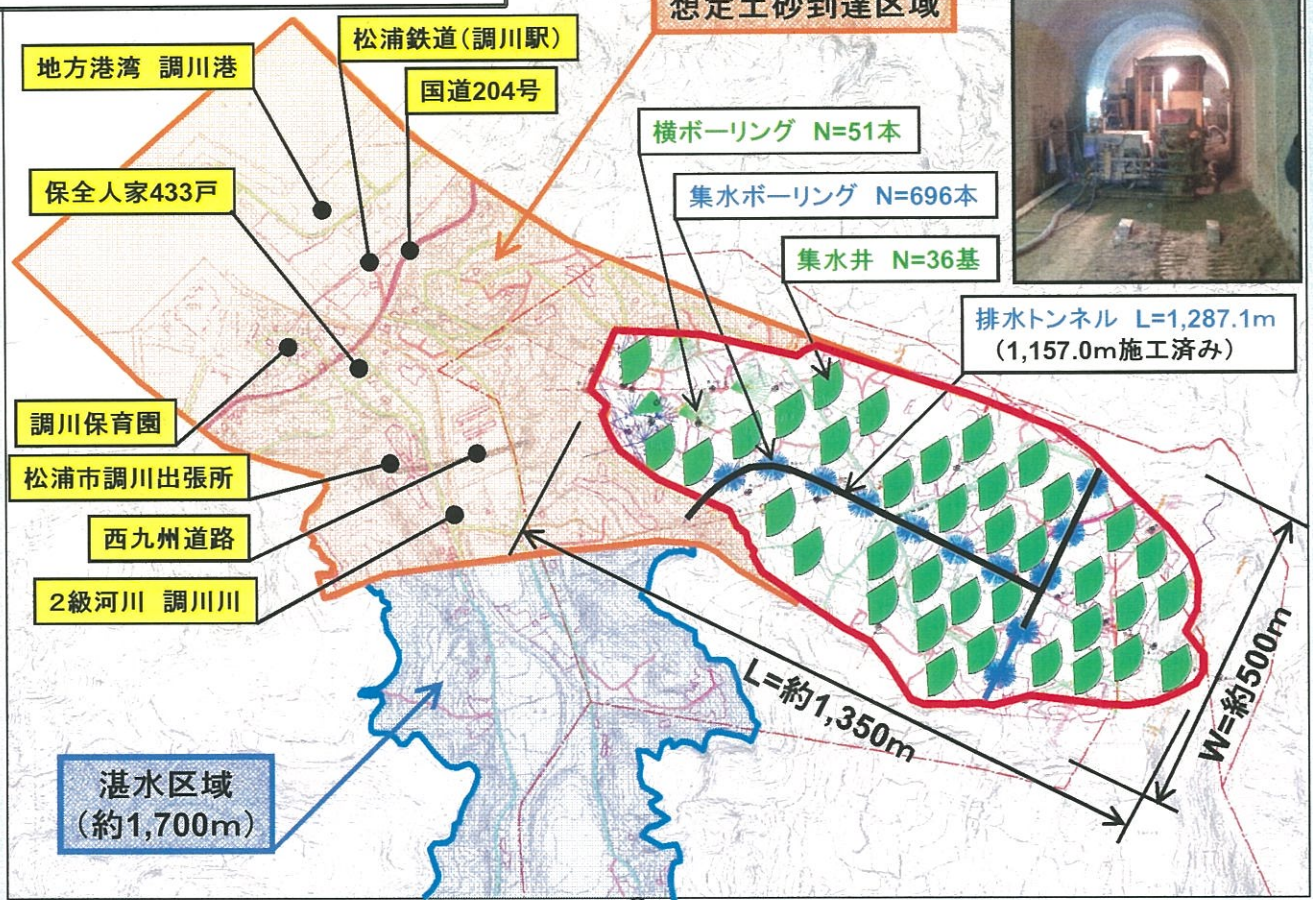 想定土砂到達区域
松浦鉄道(調川駅)
地方港湾 調川港
国道204号
横ボーリング N=51本
保全人家433戸
集水ボーリング N=696本
集水井 N=36基
排水トンネル L=1,287.1m
(1,157.0m施工済み)
調川保育園
松浦市調川出張所
西九州道路
2級河川 調川川
L=約1,350m
W=約500m
湛水区域
(約1,700m)